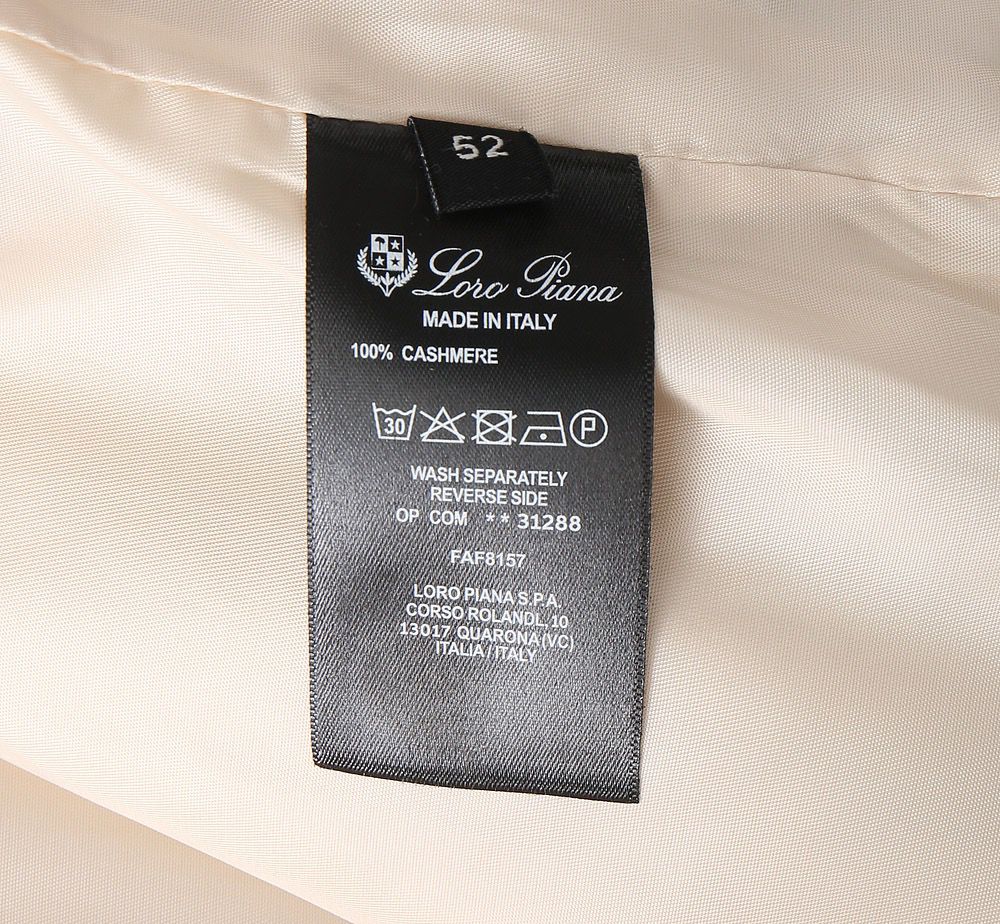 52
Loro Piana
MADE IN ITALY
100% CASHMERE
30 P
WASH SEPARATELY
REVERSE SIDE
OP COM ** 31288
FAF8157
LORO PIANA S.P.A.
CORSO ROLANDI, 10
13017 QUARONA (VC)
ITALIA / ITALY